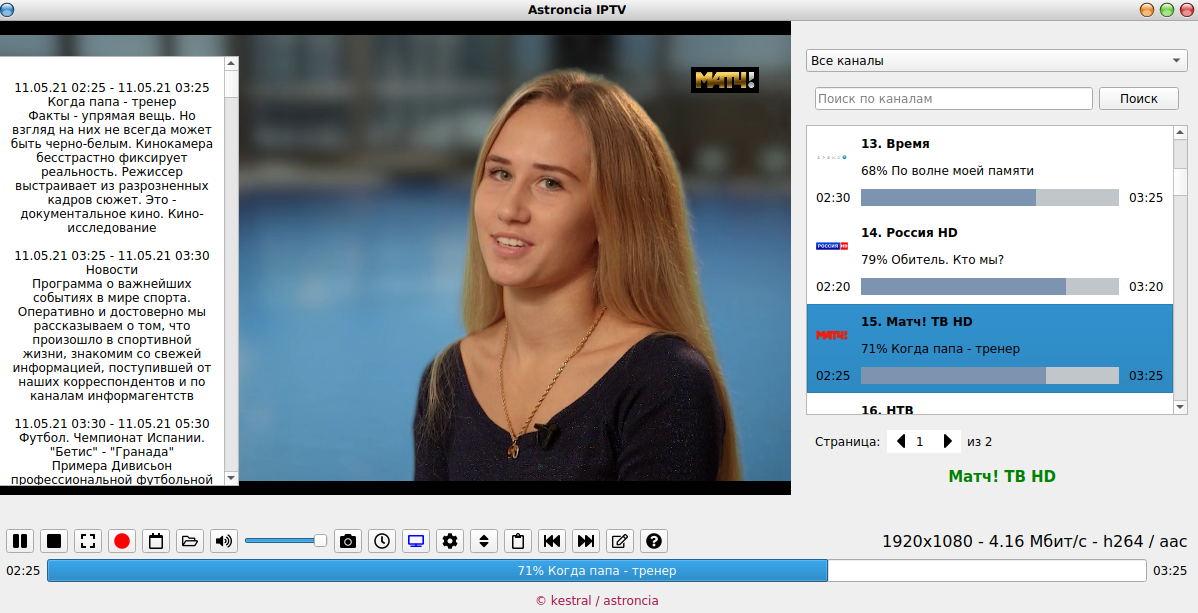 Astroncia IPTV
11.05.21 02:25 - 11.05.21 03:25
Когда папа - тренер
Факты - упрямая вещь. Но
взгляд на них не всегда может
быть черно-белым. Кинокамера
бесстрастно фиксирует
реальность. Режиссер
выстраивает из разрозненных
кадров сюжет. Это -
документальное кино. Кино-
исследование
11.05.21 03:25 - 11.05.21 03:30
Новости
Программа о важнейших
событиях в мире спорта.
Оперативно и достоверно мы
рассказываем о том, что
произошло в спортивной
жизни, знакомим со свежей
информацией, поступившей от
наших корреспондентов и по
каналам информагентств
11.05.21 03:30 - 11.05.21 05:30
Футбол. Чемпионат Испании.
"Бетис" - "Гранада"
Примера Дивисьон
профессиональной футбольной
МАТЧ!
Все каналы
Поиск по каналам
Поиск
13. Время
68% По волне моей памяти
02:30
03:25
14. Россия HD
РОССИЯ HD
79% Обитель. Кто мы?
02:20
03:20
15. Матч! ТВ HD
МАТЧ!
71% Когда папа - тренер
02:25
03:25
16. НТВ
Страница:
1
из 2
Матч! ТВ HD
1920x1080 - 4.16 Мбит/с - h264 / aac
02:25
71% Когда папа - тренер
03:25
© kestral / astroncia